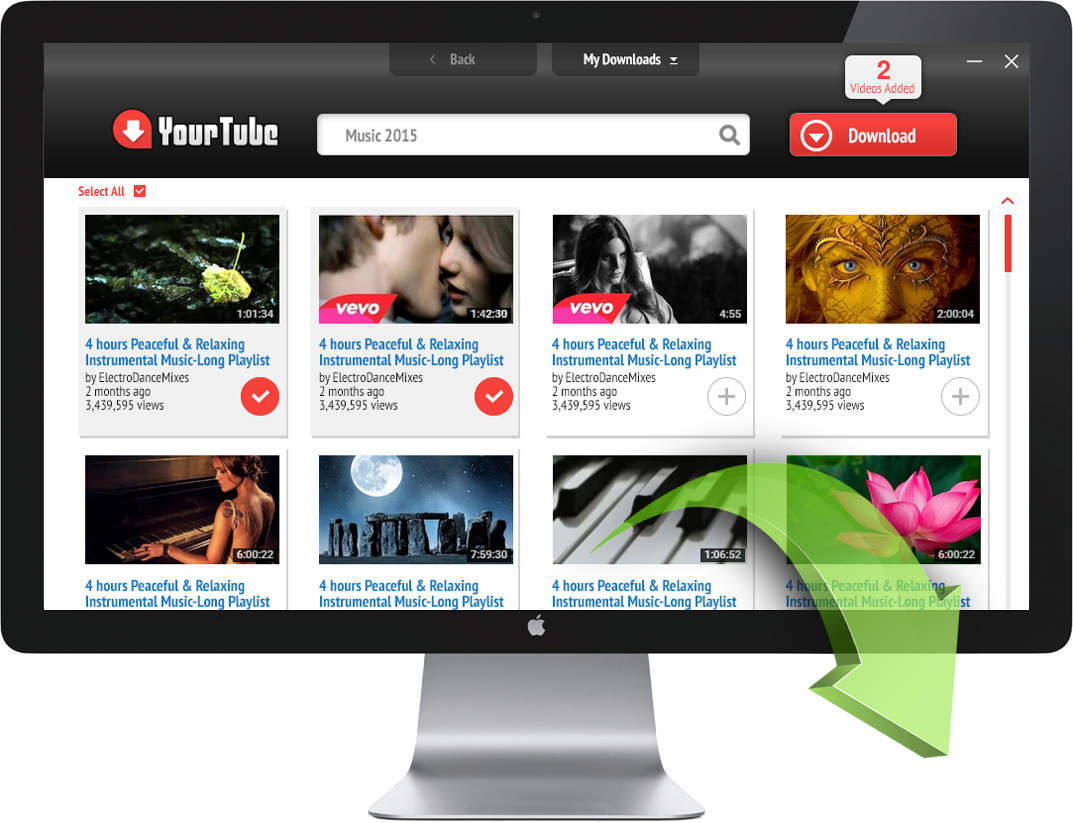 Back
My Downloads
2
Videos Added
YourTube
Music 2015
Download
Select All
1:01:34
vevo
1:42:30
vevo
4:55
2:00:04
4 hours Peaceful & Relaxing
Instrumental Music-Long Playlist
by ElectroDanceMixes
2 months ago
3,439,595 views
4 hours Peaceful & Relaxing
Instrumental Music-Long Playlist
by ElectroDanceMixes
2 months ago
3,439,595 views
4 hours Peaceful & Relaxing
Instrumental Music-Long Playlist
by ElectroDanceMixes
2 months ago
3,439,595 views
4 hours Peaceful & Relaxing
Instrumental Music-Long Playlist
by ElectroDanceMixes
2 months ago
3,439,595 views
6:00:22
7:59:30
1:06:52
6:00:22
4 hours Peaceful & Relaxing
Instrumental Music-Long Playlist
4 hours Peaceful & Relaxing
Instrumental Music-Long Playlist
4 hours Peaceful & Relaxing
Instrumental Music-Long Playlist
4 hours Peaceful & Relaxing
Instrumental Music-Long Playlist